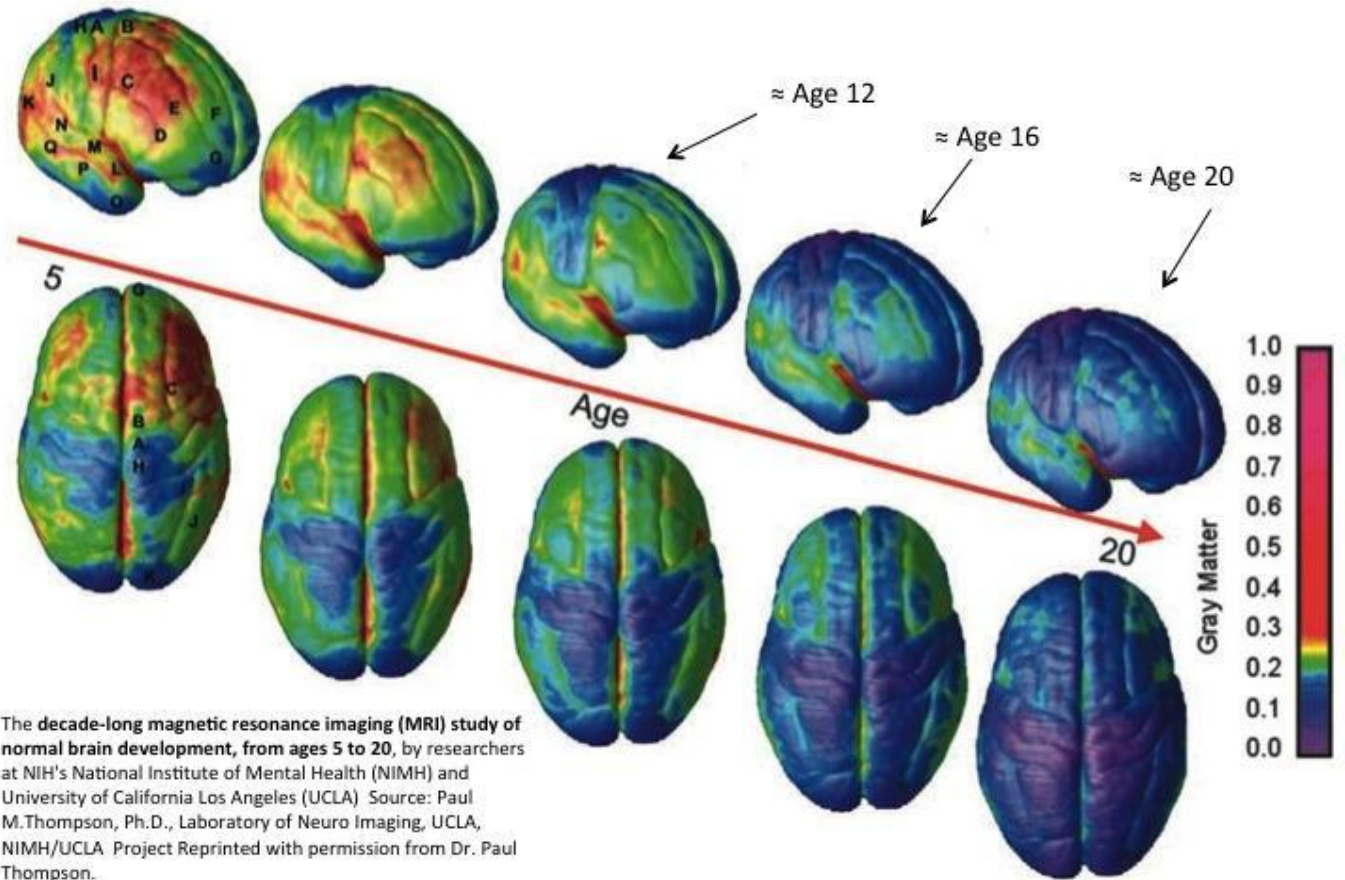 H A B
I
J C
K E F
N D
Q M G
P L
O
≈ Age 12
≈ Age 16
≈ Age 20
5
G
C
B
A
H
J
K
Age
20
Gray Matter
1.0
0.9
0.8
0.7
0.6
0.5
0.4
0.3
0.2
0.1
0.0
The decade-long magnetic resonance imaging (MRI) study of
normal brain development, from ages 5 to 20, by researchers
at NIH's National Institute of Mental Health (NIMH) and
University of California Los Angeles (UCLA) Source: Paul
M.Thompson, Ph.D., Laboratory of Neuro Imaging, UCLA,
NIMH/UCLA Project Reprinted with permission from Dr. Paul
Thompson.